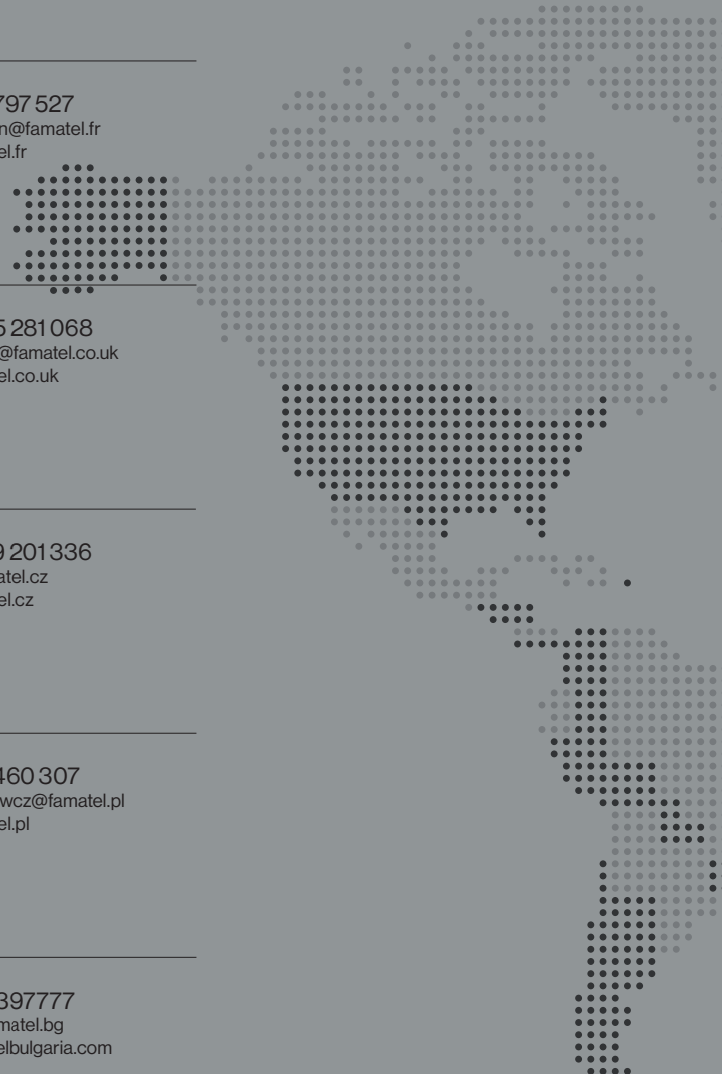 797 527
n@famatel.fr
el.fr
5 281 068
@famatel.co.uk
el.co.uk
9 201 336
atel.cz
el.cz
460 307
wcz@famatel.pl
el.pl
397777
matel.bg
elbulgaria.com